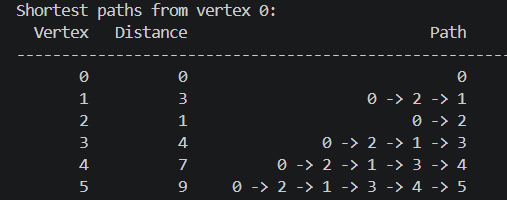 Shortest paths from vertex 0:
Vertex Distance Path
------------------------------------------------------
0 0 0
1 3 0 -> 2 -> 1
2 1 0 -> 2
3 4 0 -> 2 -> 1 -> 3
4 7 0 -> 2 -> 1 -> 3 -> 4
5 9 0 -> 2 -> 1 -> 3 -> 4 -> 5